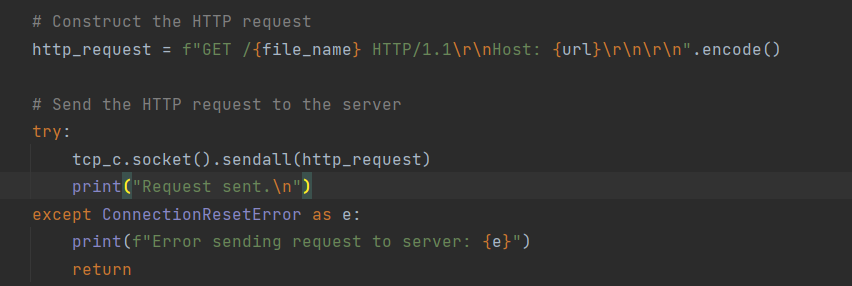 # Construct the HTTP request
http_request = f"GET /{file_name} HTTP/1.1\r\nHost: {url}\r\n\r\n".encode()
# Send the HTTP request to the server
try:
tcp_c.socket().sendall(http_request)
print("Request sent.\n")
except ConnectionResetError as e:
print(f"Error sending request to server: {e}")
return